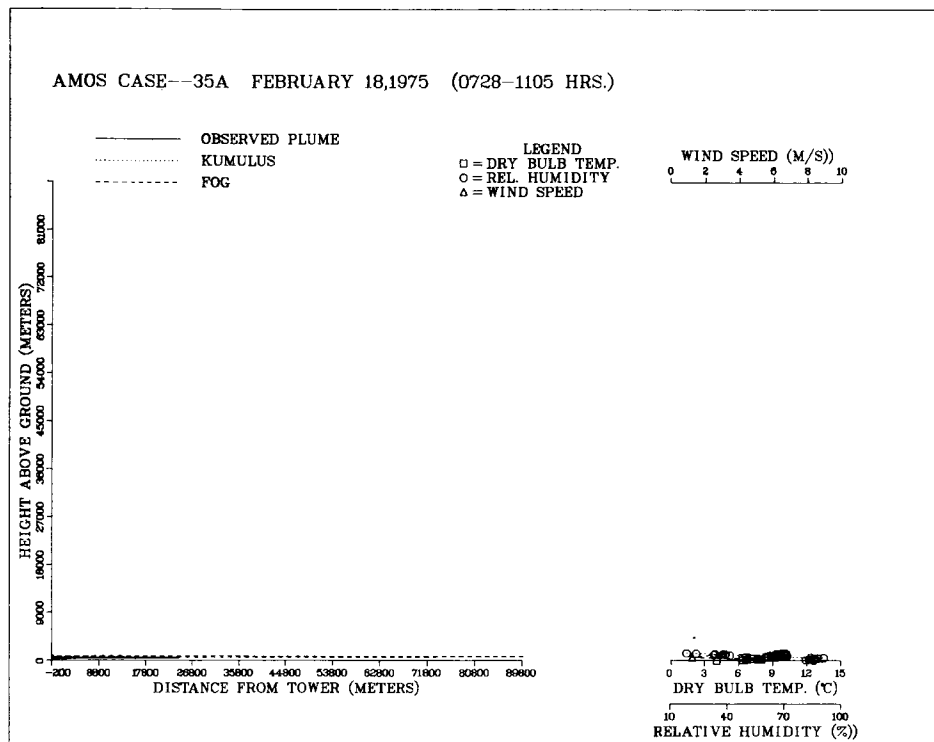 AMOS CASE--35A FEBRUARY 18,1975 (0728-1105 HRS.)
OBSERVED PLUME
KUMULUS
FOG
LEGEND
□ = DRY BULB TEMP.
○ = REL. HUMIDITY
△ = WIND SPEED
WIND SPEED (M/S))
0 2 4 6 8 10
HEIGHT ABOVE GROUND (METERS)
81000
72000
63000
54000
45000
36000
27000
18000
9000
0
-200 8800 17800 26800 35800 44800 53800 62800 71800 80800 89800
DISTANCE FROM TOWER (METERS)
0 3 6 9 12 15
DRY BULB TEMP. (°C)
10 40 70 100
RELATIVE HUMIDITY (%))